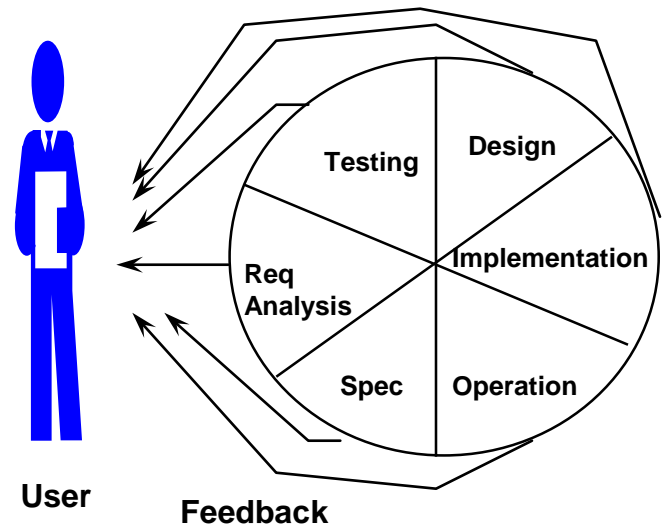 Testing
Design
Implementation
Req
Analysis
Spec
Operation
User
Feedback